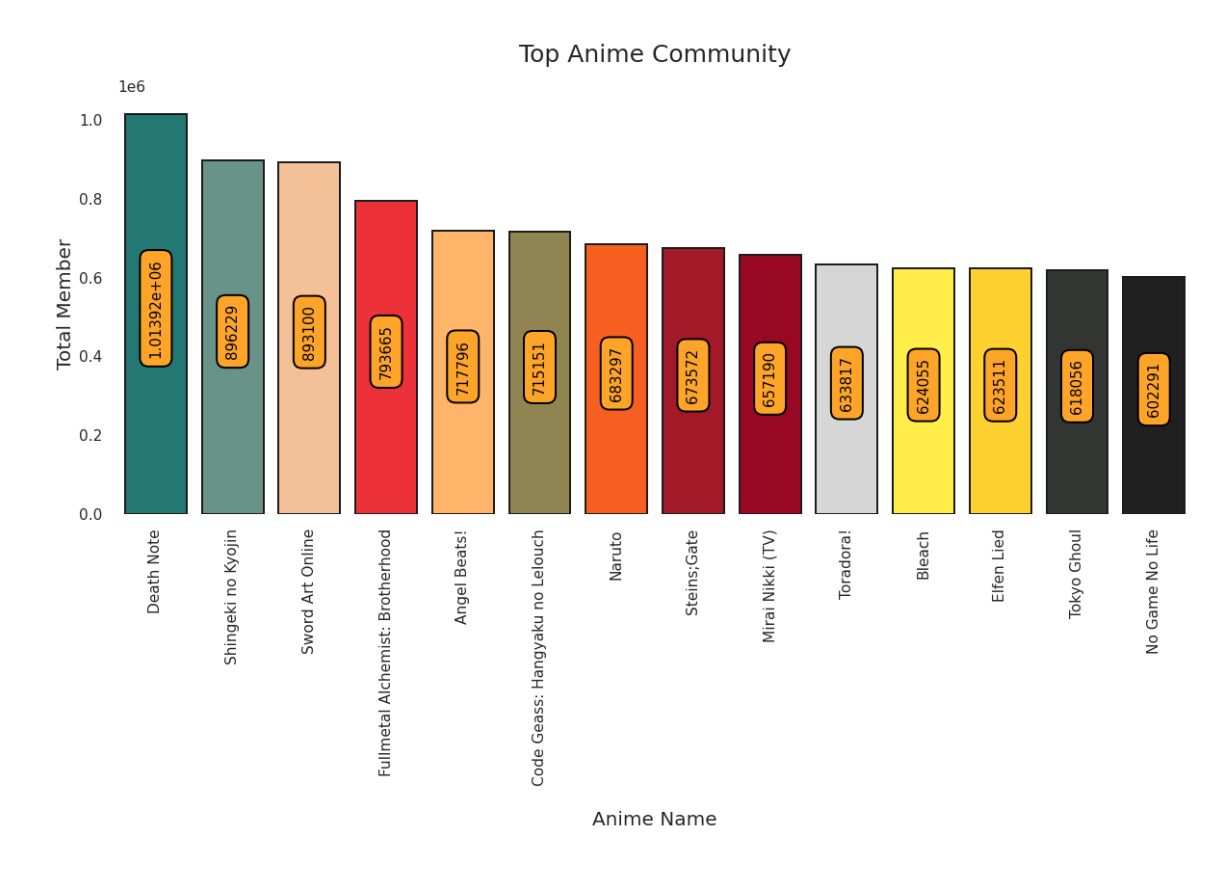 Top Anime Community
1e6
1.0
0.8
0.6
0.4
0.2
0.0
Total Member
1.01392e+06
896229
893100
793665
717796
715151
683297
673572
657190
633817
624055
623511
618056
602291
Death Note
Shingeki no Kyojin
Sword Art Online
Fullmetal Alchemist: Brotherhood
Angel Beats!
Code Geass: Hangyaku no Lelouch
Naruto
Steins;Gate
Mirai Nikki (TV)
Toradora!
Bleach
Elfen Lied
Tokyo Ghoul
No Game No Life
Anime Name